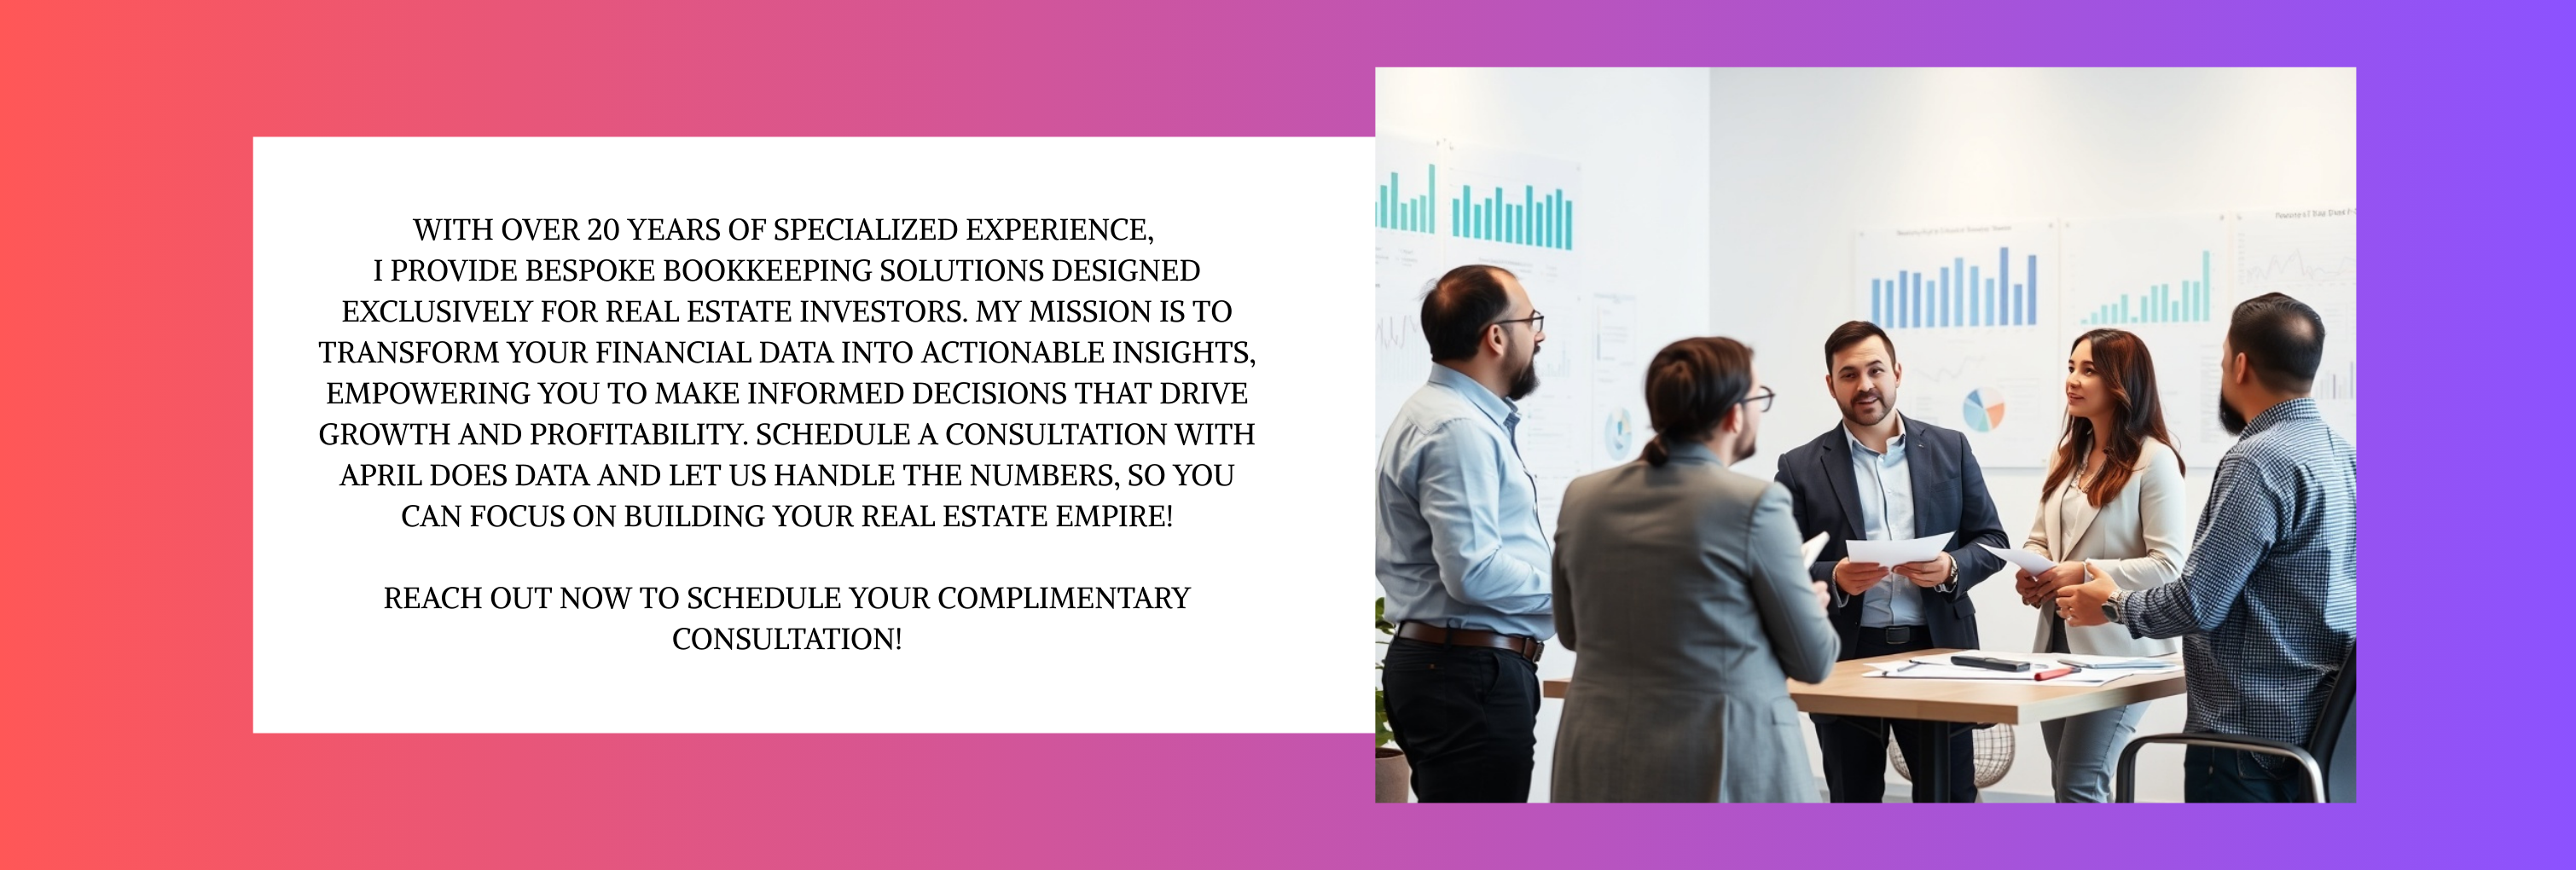 WITH OVER 20 YEARS OF SPECIALIZED EXPERIENCE,
I PROVIDE BESPOKE BOOKKEEPING SOLUTIONS DESIGNED
EXCLUSIVELY FOR REAL ESTATE INVESTORS. MY MISSION IS TO
TRANSFORM YOUR FINANCIAL DATA INTO ACTIONABLE INSIGHTS,
EMPOWERING YOU TO MAKE INFORMED DECISIONS THAT DRIVE
GROWTH AND PROFITABILITY. SCHEDULE A CONSULTATION WITH
APRIL DOES DATA AND LET US HANDLE THE NUMBERS, SO YOU
CAN FOCUS ON BUILDING YOUR REAL ESTATE EMPIRE!
REACH OUT NOW TO SCHEDULE YOUR COMPLIMENTARY
CONSULTATION!